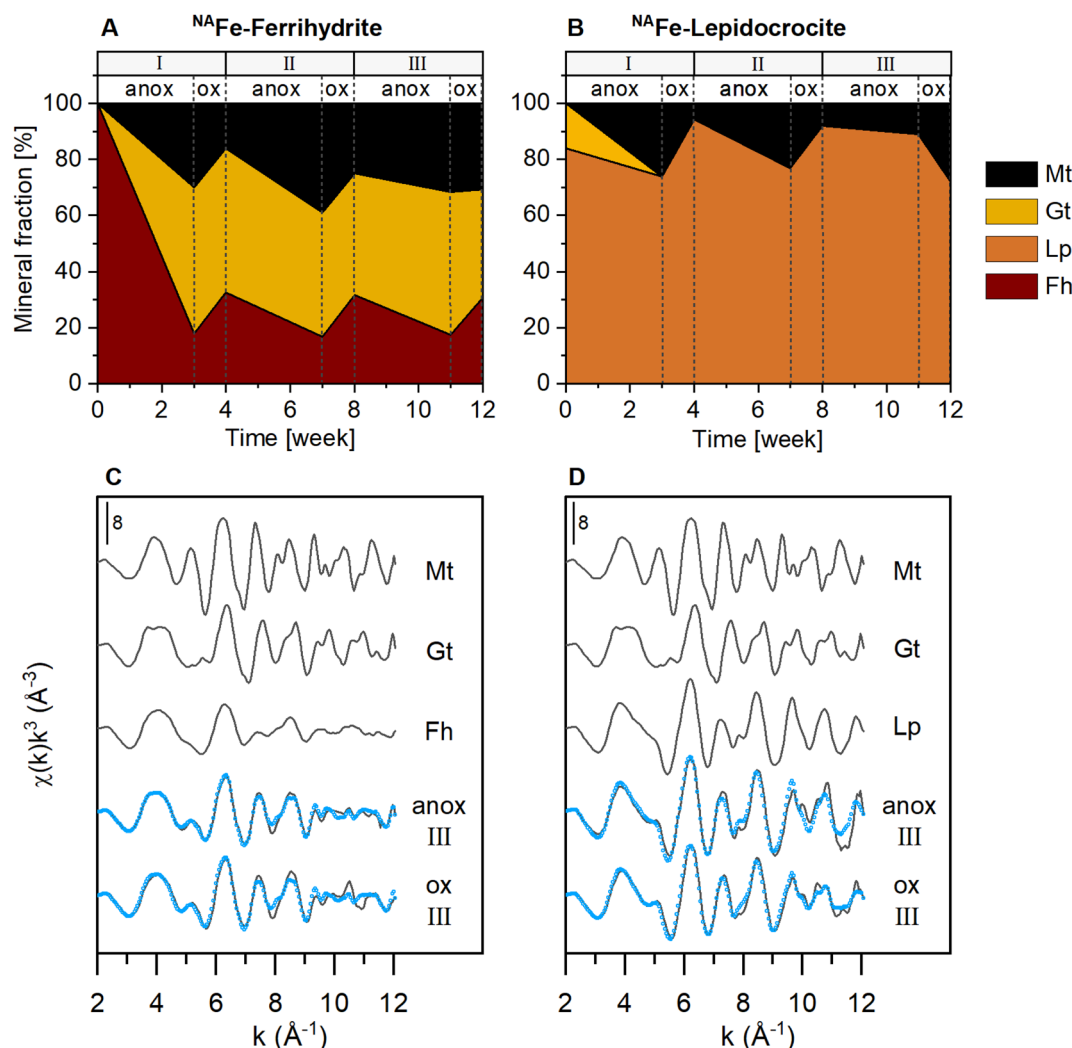 A NAFe-Ferrihydrite
I II III
anox ox anox ox anox ox
Mineral fraction [%]
100
80
60
40
20
0
0 2 4 6 8 10 12
Time [week]
B NAFe-Lepidocrocite
I II III
anox ox anox ox anox ox
100
80
60
40
20
0
0 2 4 6 8 10 12
Time [week]
Mt
Gt
Lp
Fh
C
8
χ(k)k³ (Å⁻³)
Mt
Gt
Fh
anox
III
ox
III
2 4 6 8 10 12
k (Å⁻¹)
D
8
Mt
Gt
Lp
anox
III
ox
III
2 4 6 8 10 12
k (Å⁻¹)